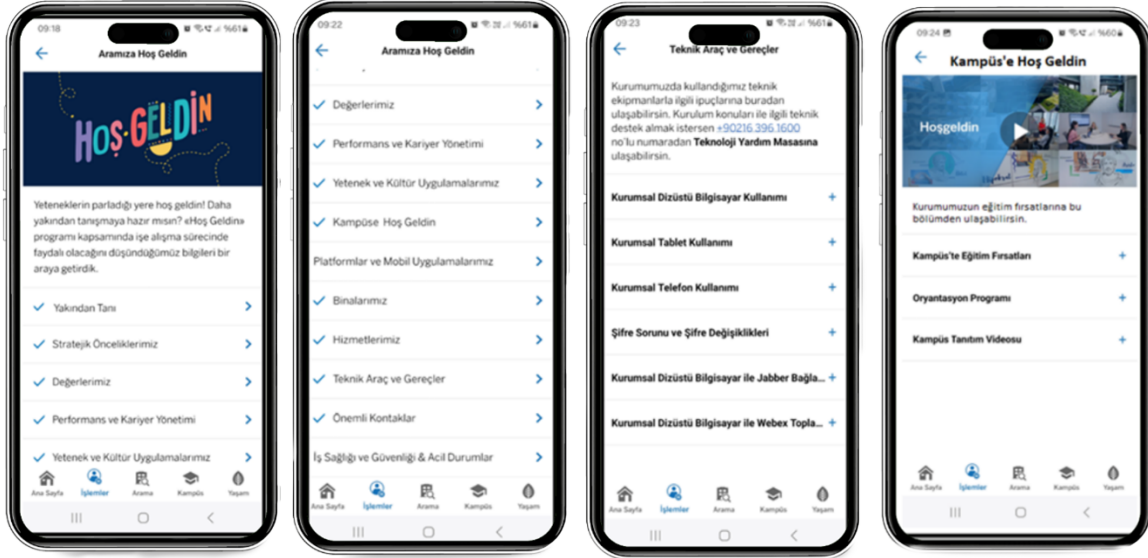 09:18
%61
Aramıza Hoş Geldin
HOŞ GELDİN
Yeteneklerin parladığı yere hoş geldin! Daha
yakından tanışmaya hazır mısın? «Hoş Geldin»
programı kapsamında işe alışma sürecinde
faydalı olacağını düşündüğümüz bilgileri bir
araya getirdik.
Yakından Tanı
Stratejik Önceliklerimiz
Değerlerimiz
Performans ve Kariyer Yönetimi
Yetenek ve Kültür Uygulamalarımız
Ana Sayfa İşlemler Arama Kampüs Yaşam
09:22
%61
Aramıza Hoş Geldin
Değerlerimiz
Performans ve Kariyer Yönetimi
Yetenek ve Kültür Uygulamalarımız
Kampüse Hoş Geldin
Platformlar ve Mobil Uygulamalarımız
Binalarımız
Hizmetlerimiz
Teknik Araç ve Gereçler
Önemli Kontaklar
İş Sağlığı ve Güvenliği & Acil Durumlar
Ana Sayfa İşlemler Arama Kampüs Yaşam
09:23
%61
Teknik Araç ve Gereçler
Kurumumuzda kullandığımız teknik
ekipmanlarla ilgili ipuçlarına buradan
ulaşabilirsin. Kurulum konuları ile ilgili teknik
destek almak istersen +90216 396 1600
no'lu numaradan Teknoloji Yardım Masasına
ulaşabilirsin.
Kurumsal Dizüstü Bilgisayar Kullanımı
Kurumsal Tablet Kullanımı
Kurumsal Telefon Kullanımı
Şifre Sorunu ve Şifre Değişiklikleri
Kurumsal Dizüstü Bilgisayar ile Jabber Bağla...
Kurumsal Dizüstü Bilgisayar ile Webex Topla...
Ana Sayfa İşlemler Arama Kampüs Yaşam
09:24
%60
Kampüs'e Hoş Geldin
Hoşgeldin
Kurumumuzun eğitim fırsatlarına bu
bölümden ulaşabilirsin.
Kampüs'te Eğitim Fırsatları
Oryantasyon Programı
Kampüs Tanıtım Videosu
Ana Sayfa İşlemler Arama Kampüs Yaşam